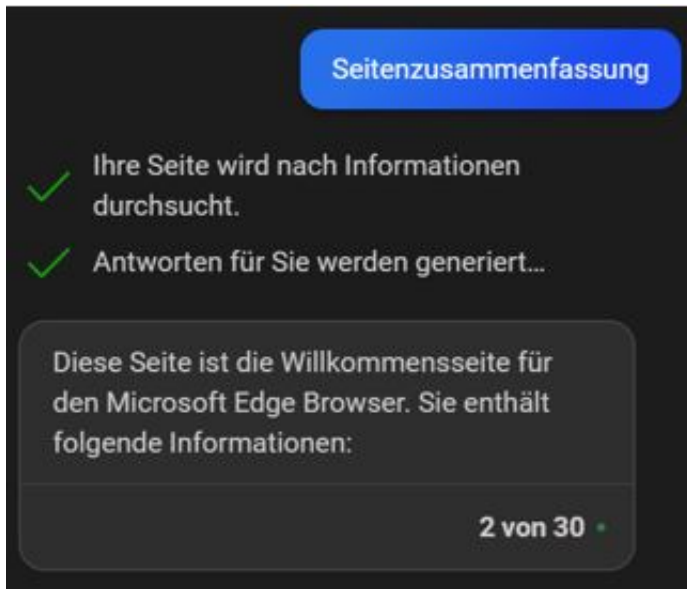 Seitenzusammenfassung
Ihre Seite wird nach Informationen
durchsucht.
Antworten für Sie werden generiert...
Diese Seite ist die Willkommensseite für
den Microsoft Edge Browser. Sie enthält
folgende Informationen:
2 von 30